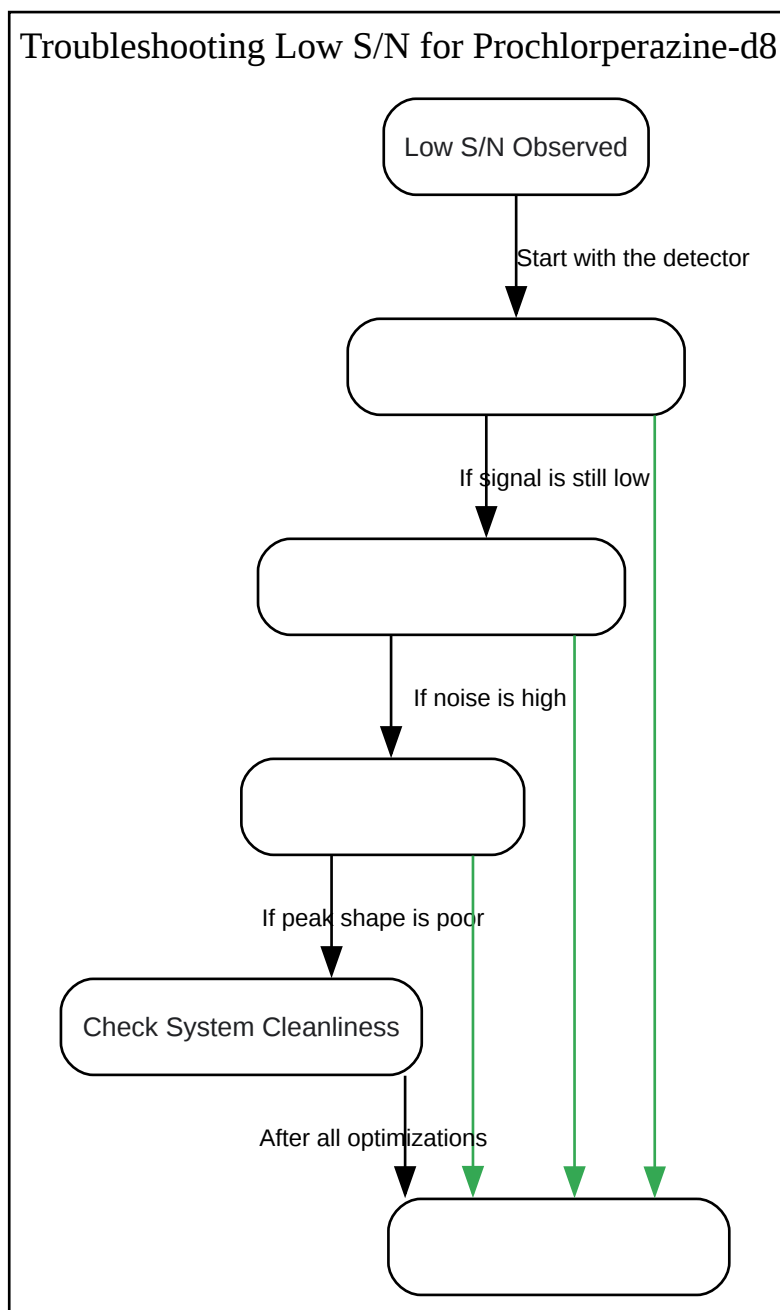 Troubleshooting Low S/N for Prochlorperazine-d8
Low S/N Observed
Start with the detector
If signal is still low
If noise is high
If peak shape is poor
Check System Cleanliness
After all optimizations